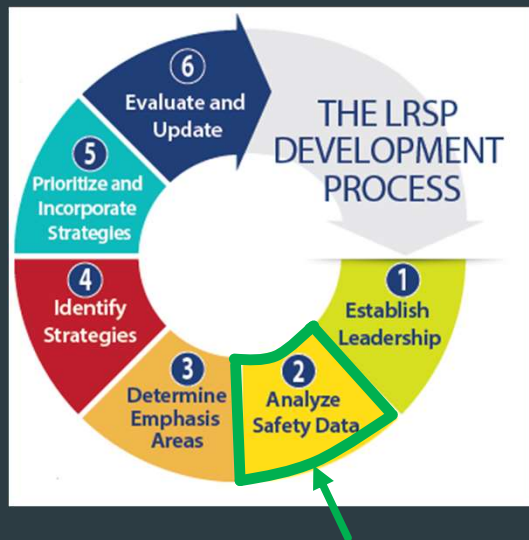 THE LRSP
DEVELOPMENT
PROCESS
1
Establish
Leadership
2
Analyze
Safety Data
3
Determine
Emphasis
Areas
4
Identify
Strategies
5
Prioritize and
Incorporate
Strategies
6
Evaluate and
Update